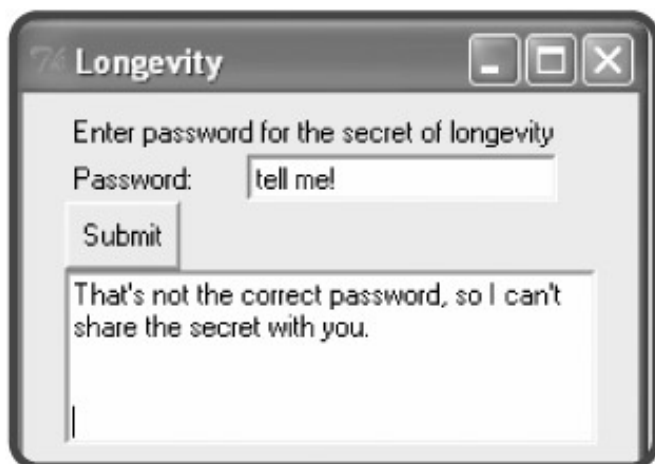 Longevity
Enter password for the secret of longevity
Password: tell me!
Submit
That's not the correct password, so I can't
share the secret with you.